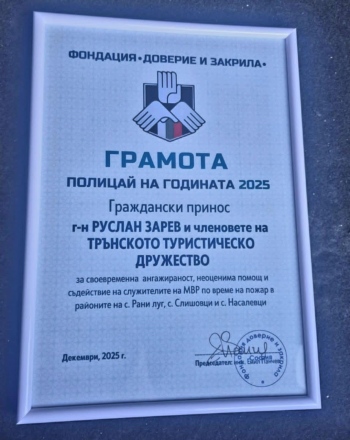 ФОНДАЦИЯ•ДОВЕРИЕ И ЗАКРИЛА•
ГРАМОТА
ПОЛИЦАЙ НА ГОДИНАТА 2025
Граждански принос
г-н РУСЛАН ЗАРЕВ и членовете на
ТРЪНСКОТО ТУРИСТИЧЕСКО
ДРУЖЕСТВО
за своевременна ангажираност, неоценима помощ и
съдействие на служителите на МВР по време на пожар в
районите на с. Рани луг, с. Слишовци и с. Насалевци
Декември, 2025 г.
Председател:
София